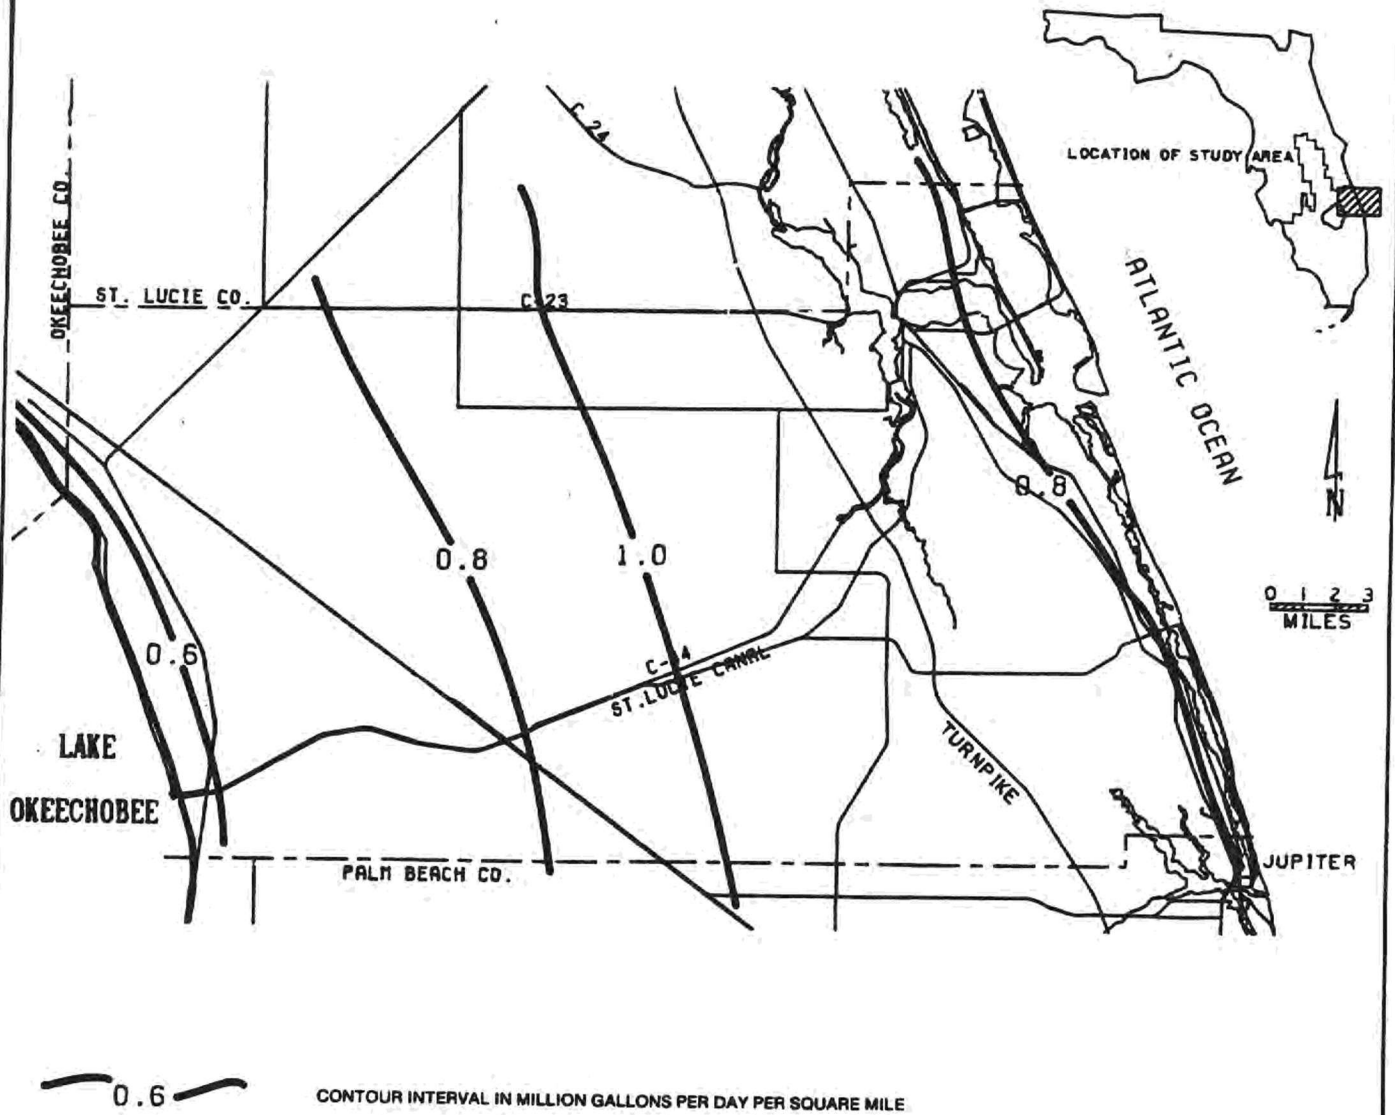 C-24
LOCATION OF STUDY AREA
OKEECHOBEE CO.
ST. LUCIE CO.
C-23
ATLANTIC OCEAN
0.8
N
0.8
1.0
0 1 2 3
MILES
0.6
C-44
ST. LUCIE CANAL
LAKE
OKEECHOBEE
TURNPIKE
JUPITER
PALM BEACH CO.
0.6
CONTOUR INTERVAL IN MILLION GALLONS PER DAY PER SQUARE MILE